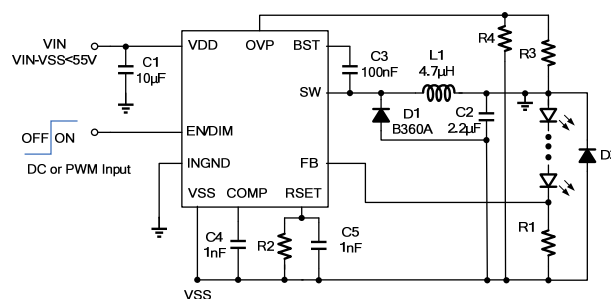 VIN
VIN-VSS<55V
C1
10µF
VDD
OVP
BST
C3
100nF
L1
4.7µH
R4
R3
SW
D1
B360A
C2
2.2µF
OFF ON
EN/DIM
DC or PWM Input
INGND
FB
VSS
COMP
RSET
R1
C4
1nF
R2
C5
1nF
VSS